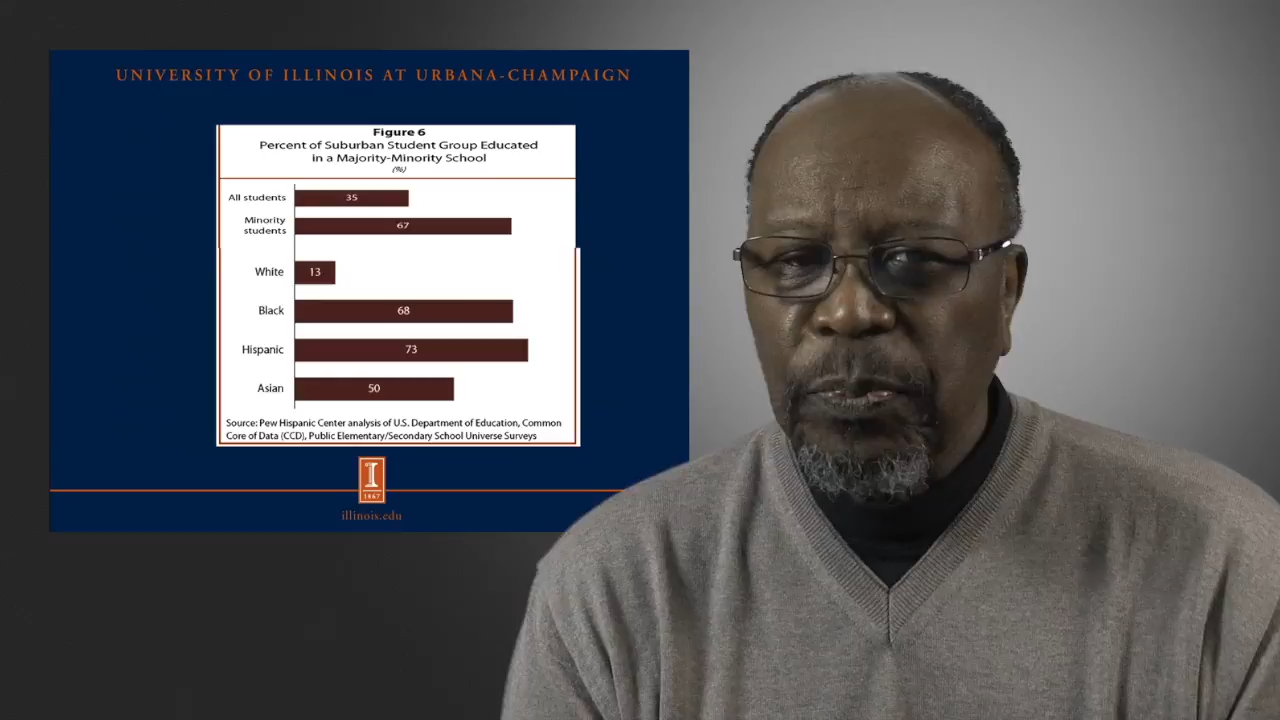 UNIVERSITY OF ILLINOIS AT URBANA-CHAMPAIGN
Figure 6
Percent of Suburban Student Group Educated
in a Majority-Minority School
(%)
All students 35
Minority
students 67
White 13
Black 68
Hispanic 73
Asian 50
Source: Pew Hispanic Center analysis of U.S. Department of Education, Common
Core of Data (CCD), Public Elementary/Secondary School Universe Surveys
I
1867
illinois.edu